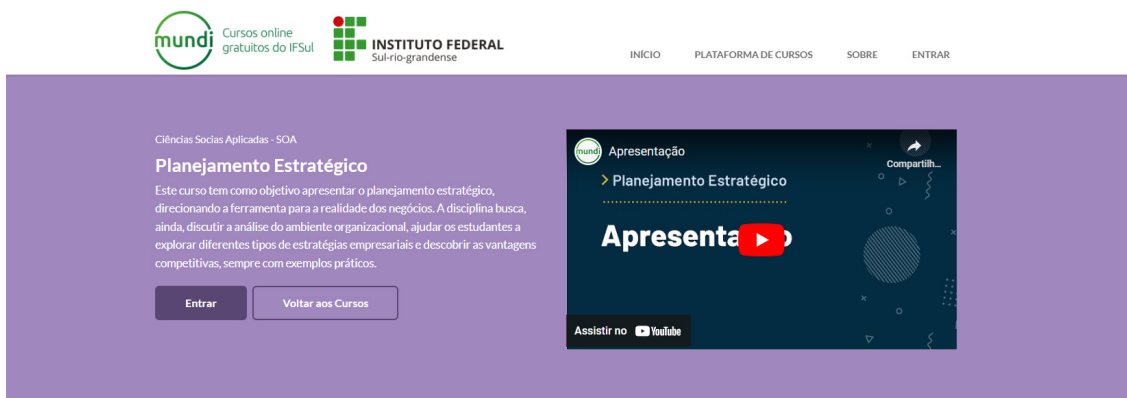 mundi
Cursos online
gratuitos do IFSul
INSTITUTO FEDERAL
Sul-rio-grandense
INÍCIO
PLATAFORMA DE CURSOS
SOBRE
ENTRAR
Ciências Socias Aplicadas - SOA
Planejamento Estratégico
Este curso tem como objetivo apresentar o planejamento estratégico,
direcionando a ferramenta para a realidade dos negócios. A disciplina busca,
ainda, discutir a análise do ambiente organizacional, ajudar os estudantes a
explorar diferentes tipos de estratégias empresariais e descobrir as vantagens
competitivas, sempre com exemplos práticos.
Entrar
Voltar aos Cursos
mundi
Apresentação
Compartilh...
Planejamento Estratégico
Apresentação
Assistir no YouTube